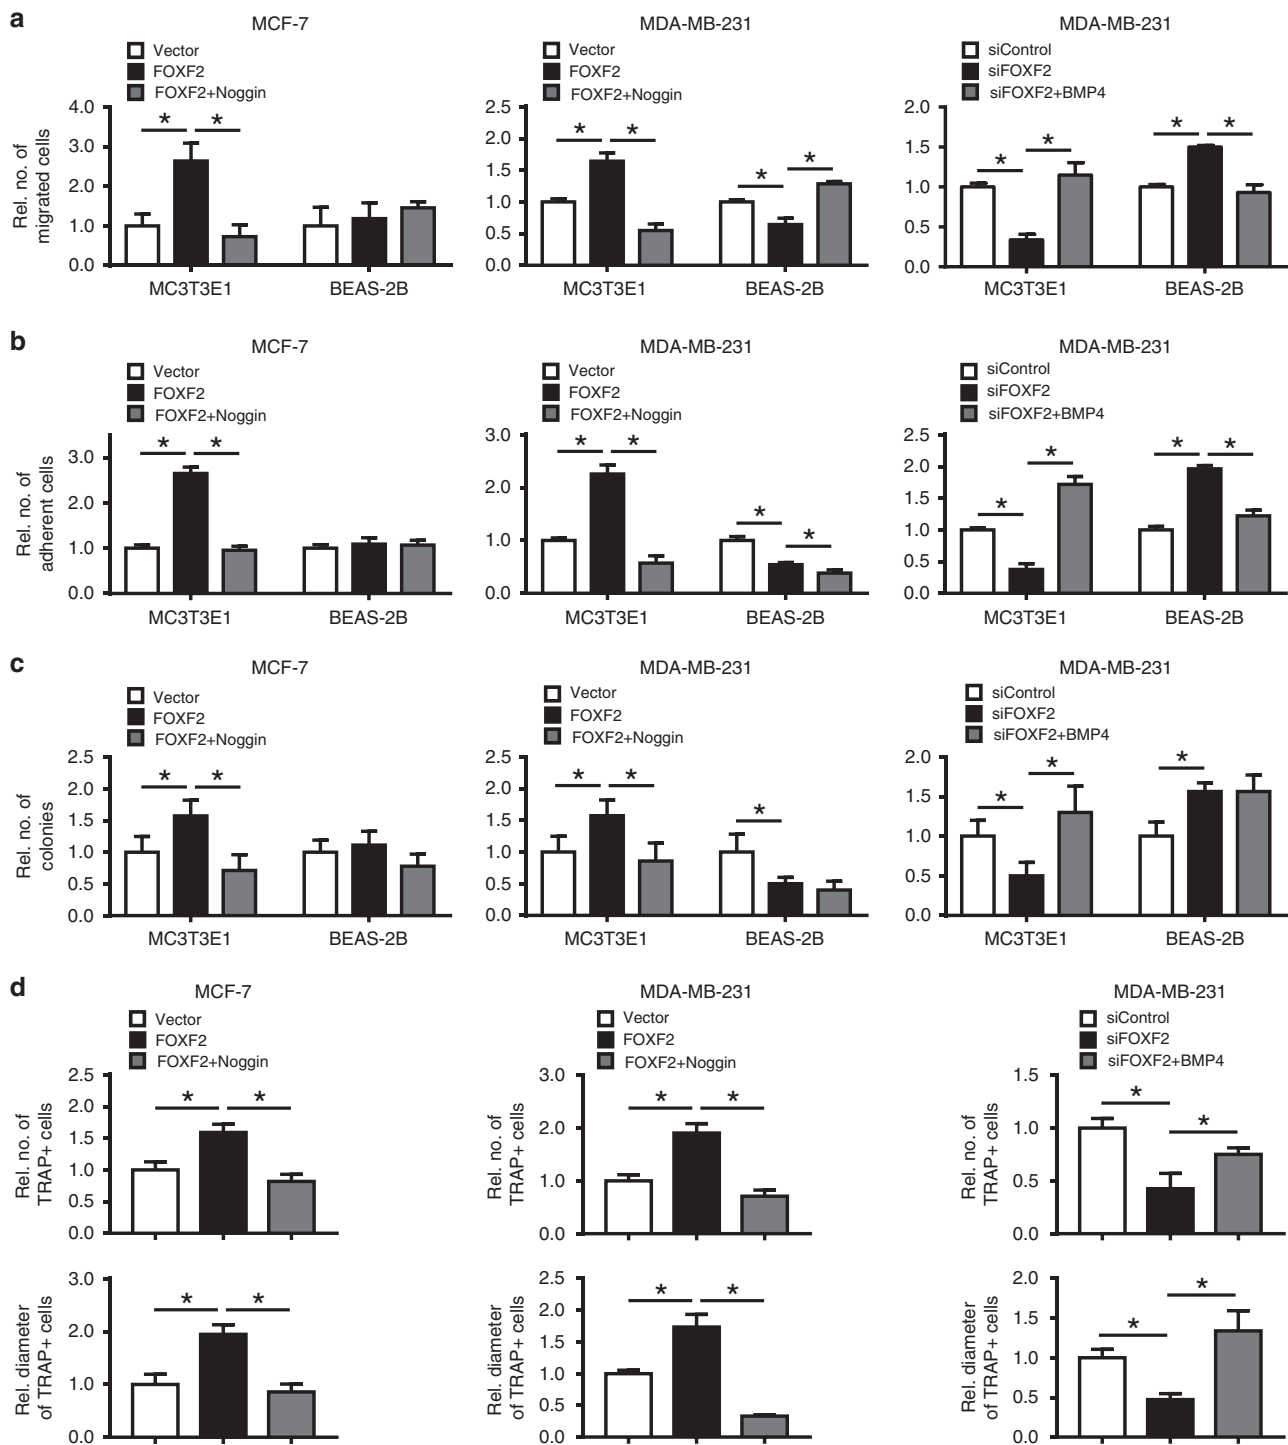 a
MCF-7
Vector
FOXF2
FOXF2+Noggin
Rel. no. of
migrated cells
4.0
3.0
2.0
1.0
0.0
* *
MC3T3E1 BEAS-2B
MDA-MB-231
Vector
FOXF2
FOXF2+Noggin
2.5
2.0
1.5
1.0
0.5
0.0
* * * *
MC3T3E1 BEAS-2B
MDA-MB-231
siControl
siFOXF2
siFOXF2+BMP4
2.0
1.5
1.0
0.5
0.0
* * * *
MC3T3E1 BEAS-2B
b
MCF-7
Vector
FOXF2
FOXF2+Noggin
Rel. no. of
adherent cells
3.0
2.0
1.0
0.0
* *
MC3T3E1 BEAS-2B
MDA-MB-231
Vector
FOXF2
FOXF2+Noggin
3.0
2.0
1.0
0.0
* * * *
MC3T3E1 BEAS-2B
MDA-MB-231
siControl
siFOXF2
siFOXF2+BMP4
2.5
2.0
1.5
1.0
0.5
0.0
* * * *
MC3T3E1 BEAS-2B
c
MCF-7
Vector
FOXF2
FOXF2+Noggin
Rel. no. of
colonies
2.5
2.0
1.5
1.0
0.5
0.0
* *
MC3T3E1 BEAS-2B
MDA-MB-231
Vector
FOXF2
FOXF2+Noggin
2.5
2.0
1.5
1.0
0.5
0.0
* * *
MC3T3E1 BEAS-2B
MDA-MB-231
siControl
siFOXF2
siFOXF2+BMP4
2.0
1.5
1.0
0.5
0.0
* * *
MC3T3E1 BEAS-2B
d
MCF-7
Vector
FOXF2
FOXF2+Noggin
Rel. no. of
TRAP+ cells
2.5
2.0
1.5
1.0
0.5
0.0
* *
MDA-MB-231
Vector
FOXF2
FOXF2+Noggin
Rel. no. of
TRAP+ cells
3.0
2.0
1.0
0.0
* *
MDA-MB-231
siControl
siFOXF2
siFOXF2+BMP4
Rel. no. of
TRAP+ cells
1.5
1.0
0.5
0.0
* *
Rel. diameter
of TRAP+ cells
3.0
2.0
1.0
0.0
* *
Rel. diameter
of TRAP+ cells
2.5
2.0
1.5
1.0
0.5
0.0
* *
Rel. diameter
of TRAP+ cells
2.0
1.5
1.0
0.5
0.0
* *